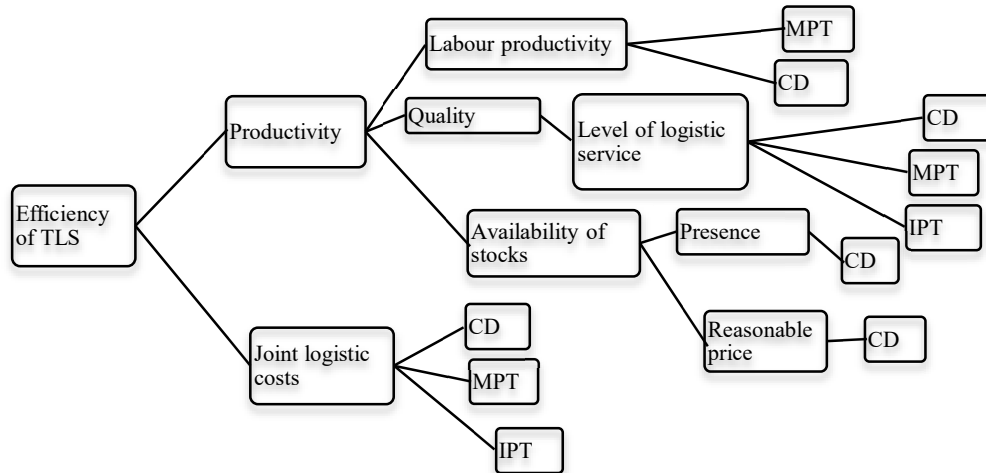 Efficiency
of TLS
Productivity
Labour productivity
MPT
CD
Quality
Level of logistic
service
CD
MPT
IPT
Availability of
stocks
Presence
CD
Reasonable
price
CD
Joint logistic
costs
CD
MPT
IPT